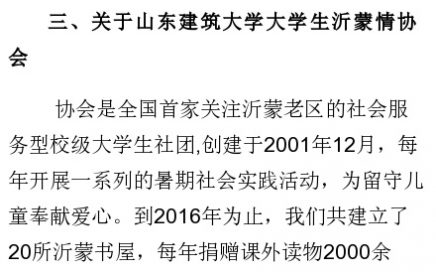 三、关于山东建筑大学大学生沂蒙情协
会
协会是全国首家关注沂蒙老区的社会服
务型校级大学生社团,创建于2001年12月，每
年开展一系列的暑期社会实践活动，为留守儿
童奉献爱心。到2016年为止，我们共建立了
20所沂蒙书屋，每年捐赠课外读物2000余